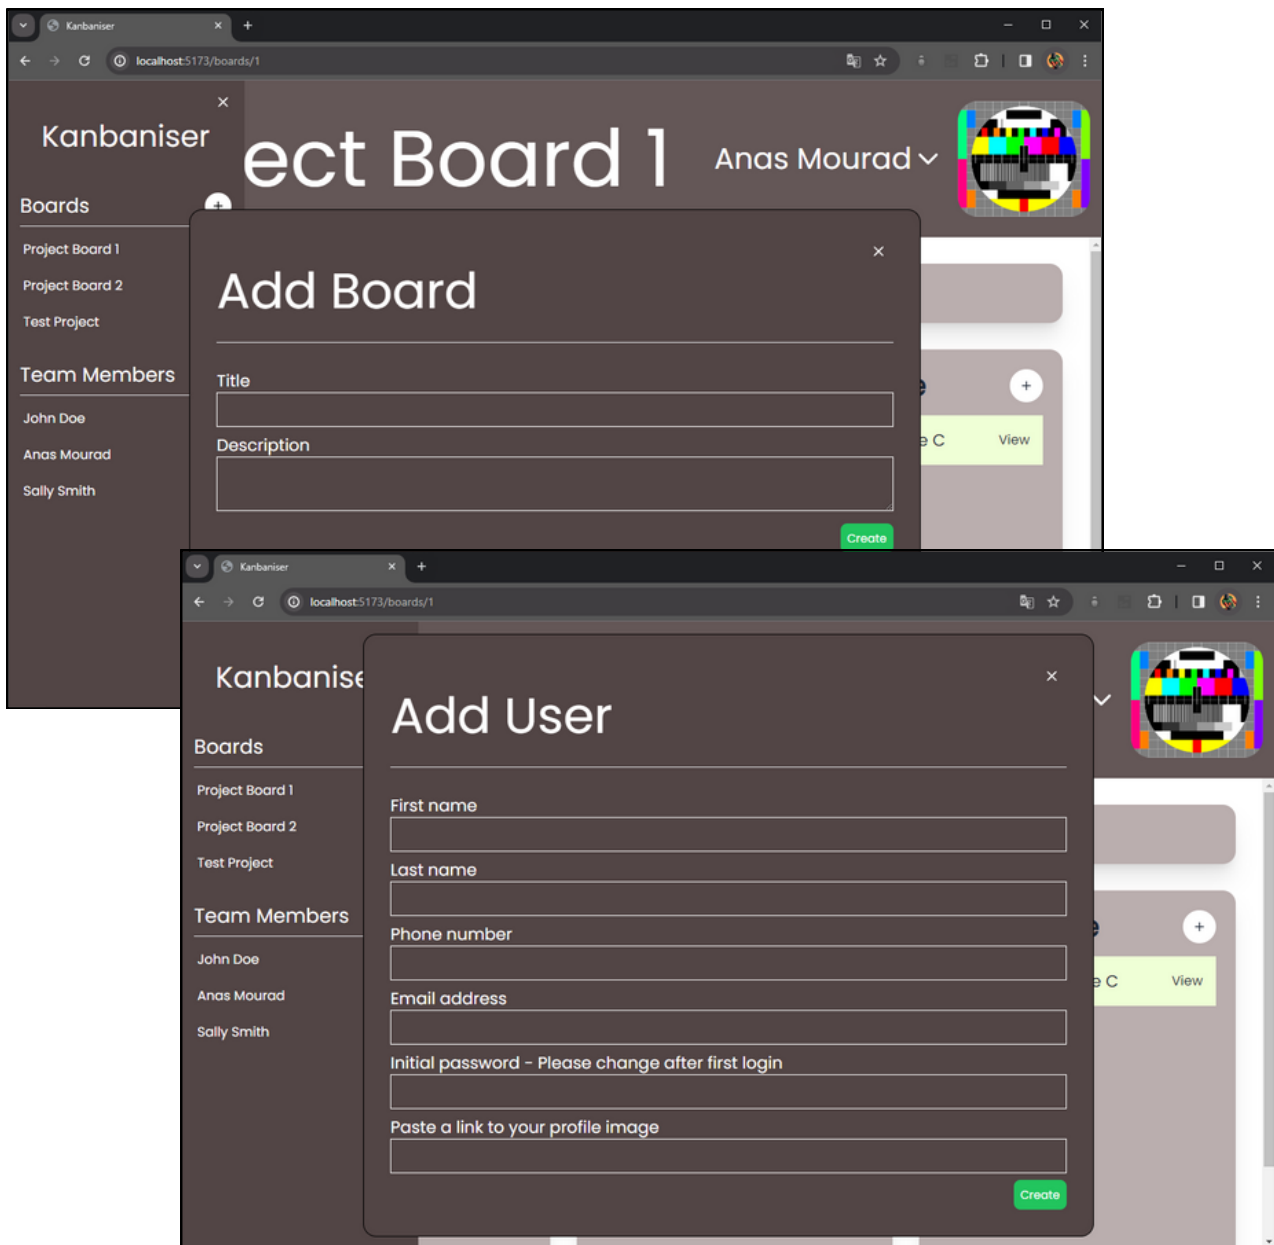 Kanbaniser
localhost:5173/boards/1
Kanbaniser
ect Board 1
Anas Mourad
Boards
+
Project Board 1
Project Board 2
Test Project
Team Members
John Doe
Anas Mourad
Sally Smith
Add Board
Title
Description
Create
e
+
e C View
Kanbaniser
localhost:5173/boards/1
Kanbanise
Boards
Project Board 1
Project Board 2
Test Project
Team Members
John Doe
Anas Mourad
Sally Smith
Add User
First name
Last name
Phone number
Email address
Initial password - Please change after first login
Paste a link to your profile image
Create
e
+
e C View